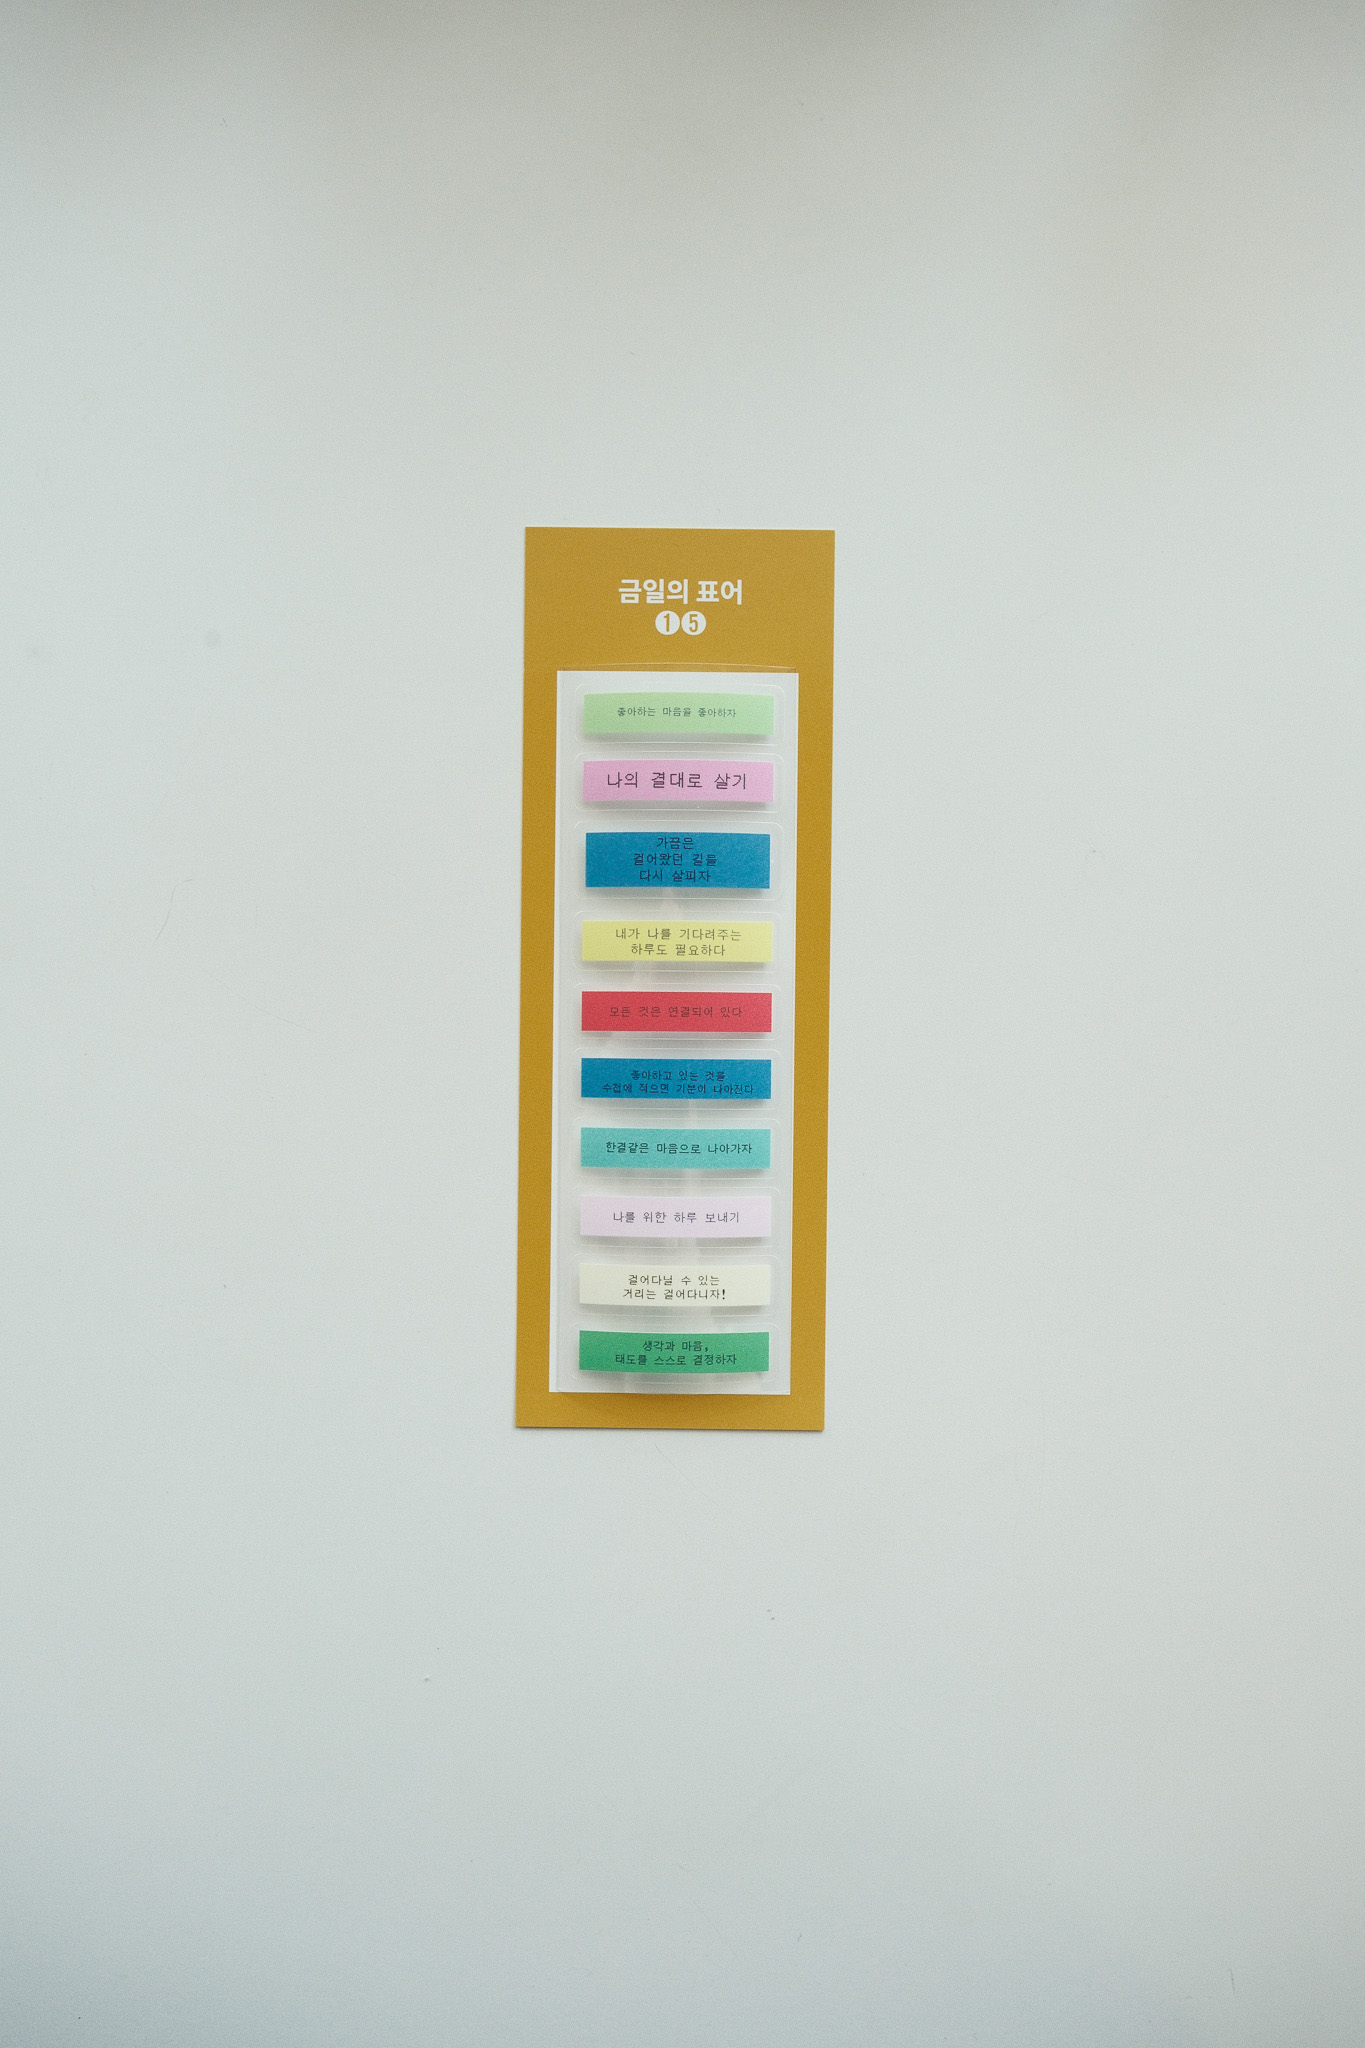 금일의 표어
15
좋아하는 마음을 좋아하자
나의 결대로 살기
가끔은
걸어왔던 길들
다시 살피자
내가 나를 기다려주는
하루도 필요하다
모든 것은 연결되어 있다
좋아하고 있는 것을
수첩에 적으면 기분이 나아진다
한결같은 마음으로 나아가자
나를 위한 하루 보내기
걸어다닐 수 있는
거리는 걸어다니자!
생각과 마음,
태도를 스스로 결정하자